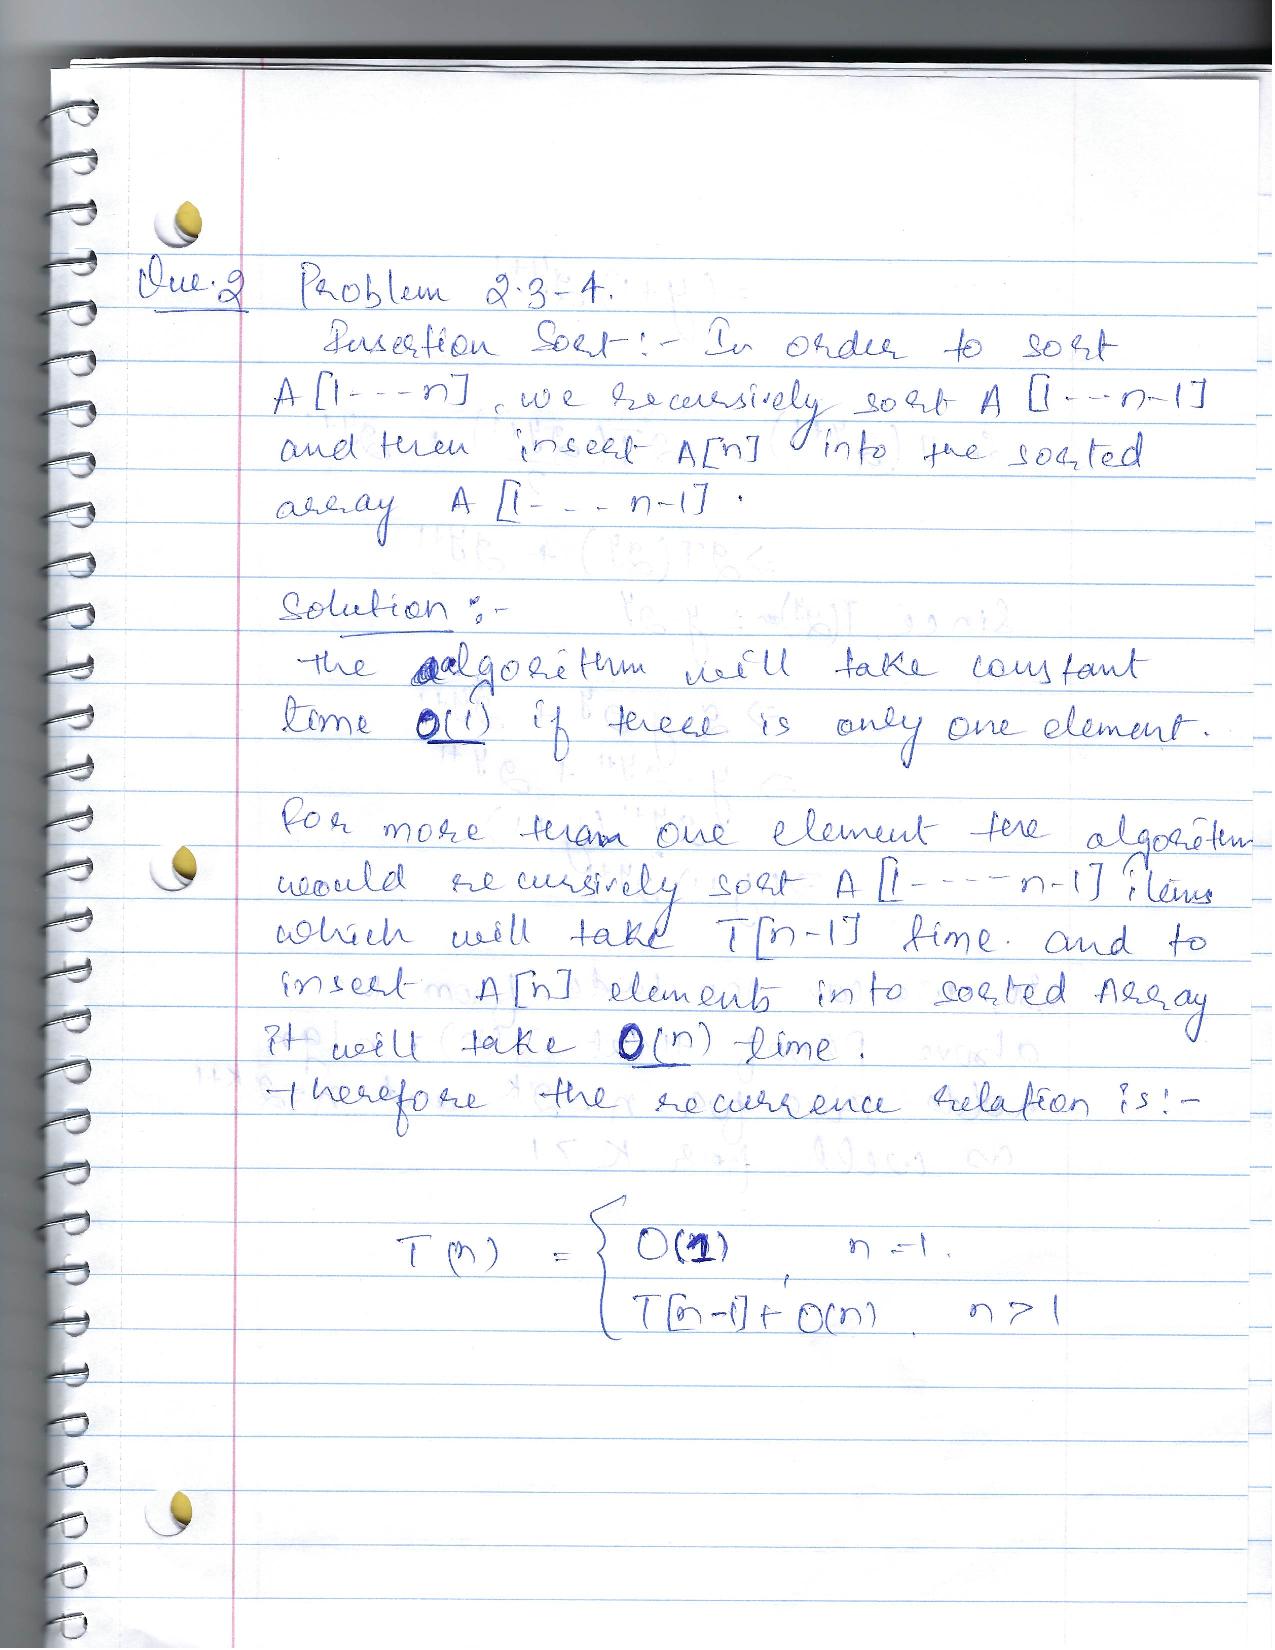 Que.2 Problem 2.3-4.
Insertion Sort:- In order to sort
A[1---n], we recursively sort A[1---n-1]
and then insert A[n] into the sorted
array A[1---n-1].
Solution :-
The algorithm will take constant
time O(1) if there is only one element.
For more than one element the algorithm
would recursively sort A[1----n-1] items
which will take T[n-1] time. and to
insert A[n] elements into sorted Array
it will take O(n) time.
Therefore the recurrence relation is:-
T(n) = { O(1), n=1.
T[n-1]+O(n). n>1